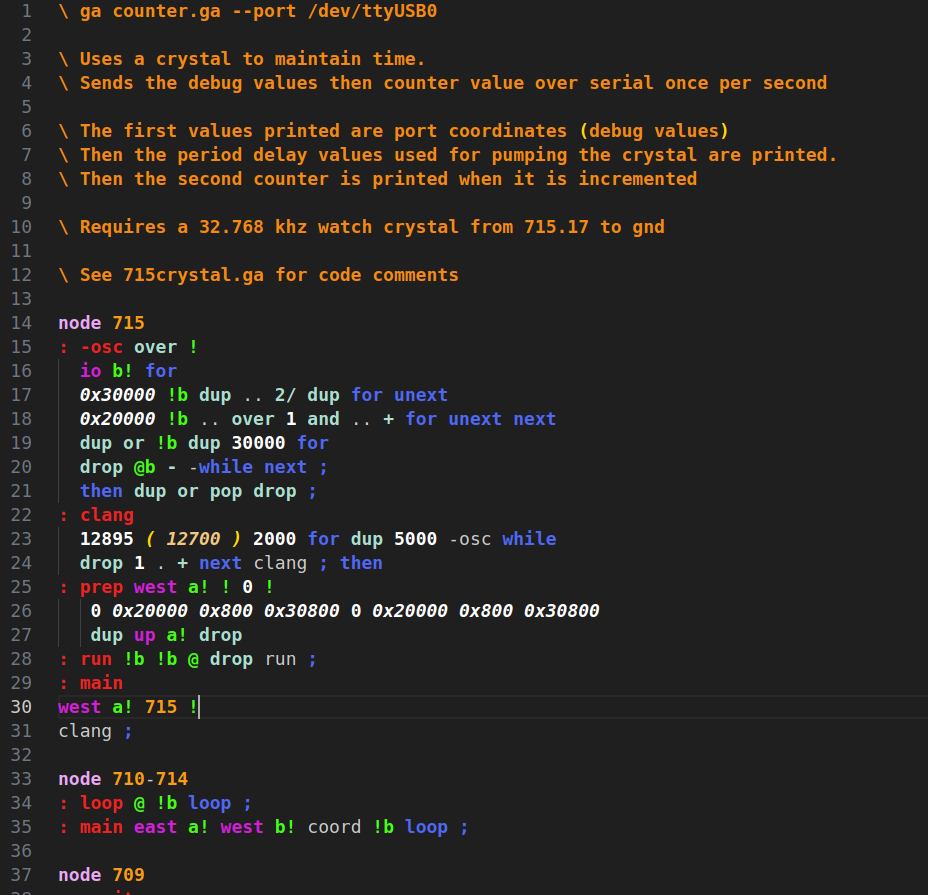 1 \ ga counter.ga --port /dev/ttyUSB0
2
3 \ Uses a crystal to maintain time.
4 \ Sends the debug values then counter value over serial once per second
5
6 \ The first values printed are port coordinates (debug values)
7 \ Then the period delay values used for pumping the crystal are printed.
8 \ Then the second counter is printed when it is incremented
9
10 \ Requires a 32.768 khz watch crystal from 715.17 to gnd
11
12 \ See 715crystal.ga for code comments
13
14 node 715
15 : -osc over !
16   io b! for
17   0x30000 !b dup .. 2/ dup for unext
18   0x20000 !b .. over 1 and .. + for unext next
19   dup or !b dup 30000 for
20   drop @b - -while next ;
21   then dup or pop drop ;
22 : clang
23   12895 ( 12700 ) 2000 for dup 5000 -osc while
24   drop 1 . + next clang ; then
25 : prep west a! ! 0 !
26    0 0x20000 0x800 0x30800 0 0x20000 0x800 0x30800
27    dup up a! drop
28 : run !b !b @ drop run ;
29 : main
30 west a! 715 !
31 clang ;
32
33 node 710-714
34 : loop @ !b loop ;
35 : main east a! west b! coord !b loop ;
36
37 node 709